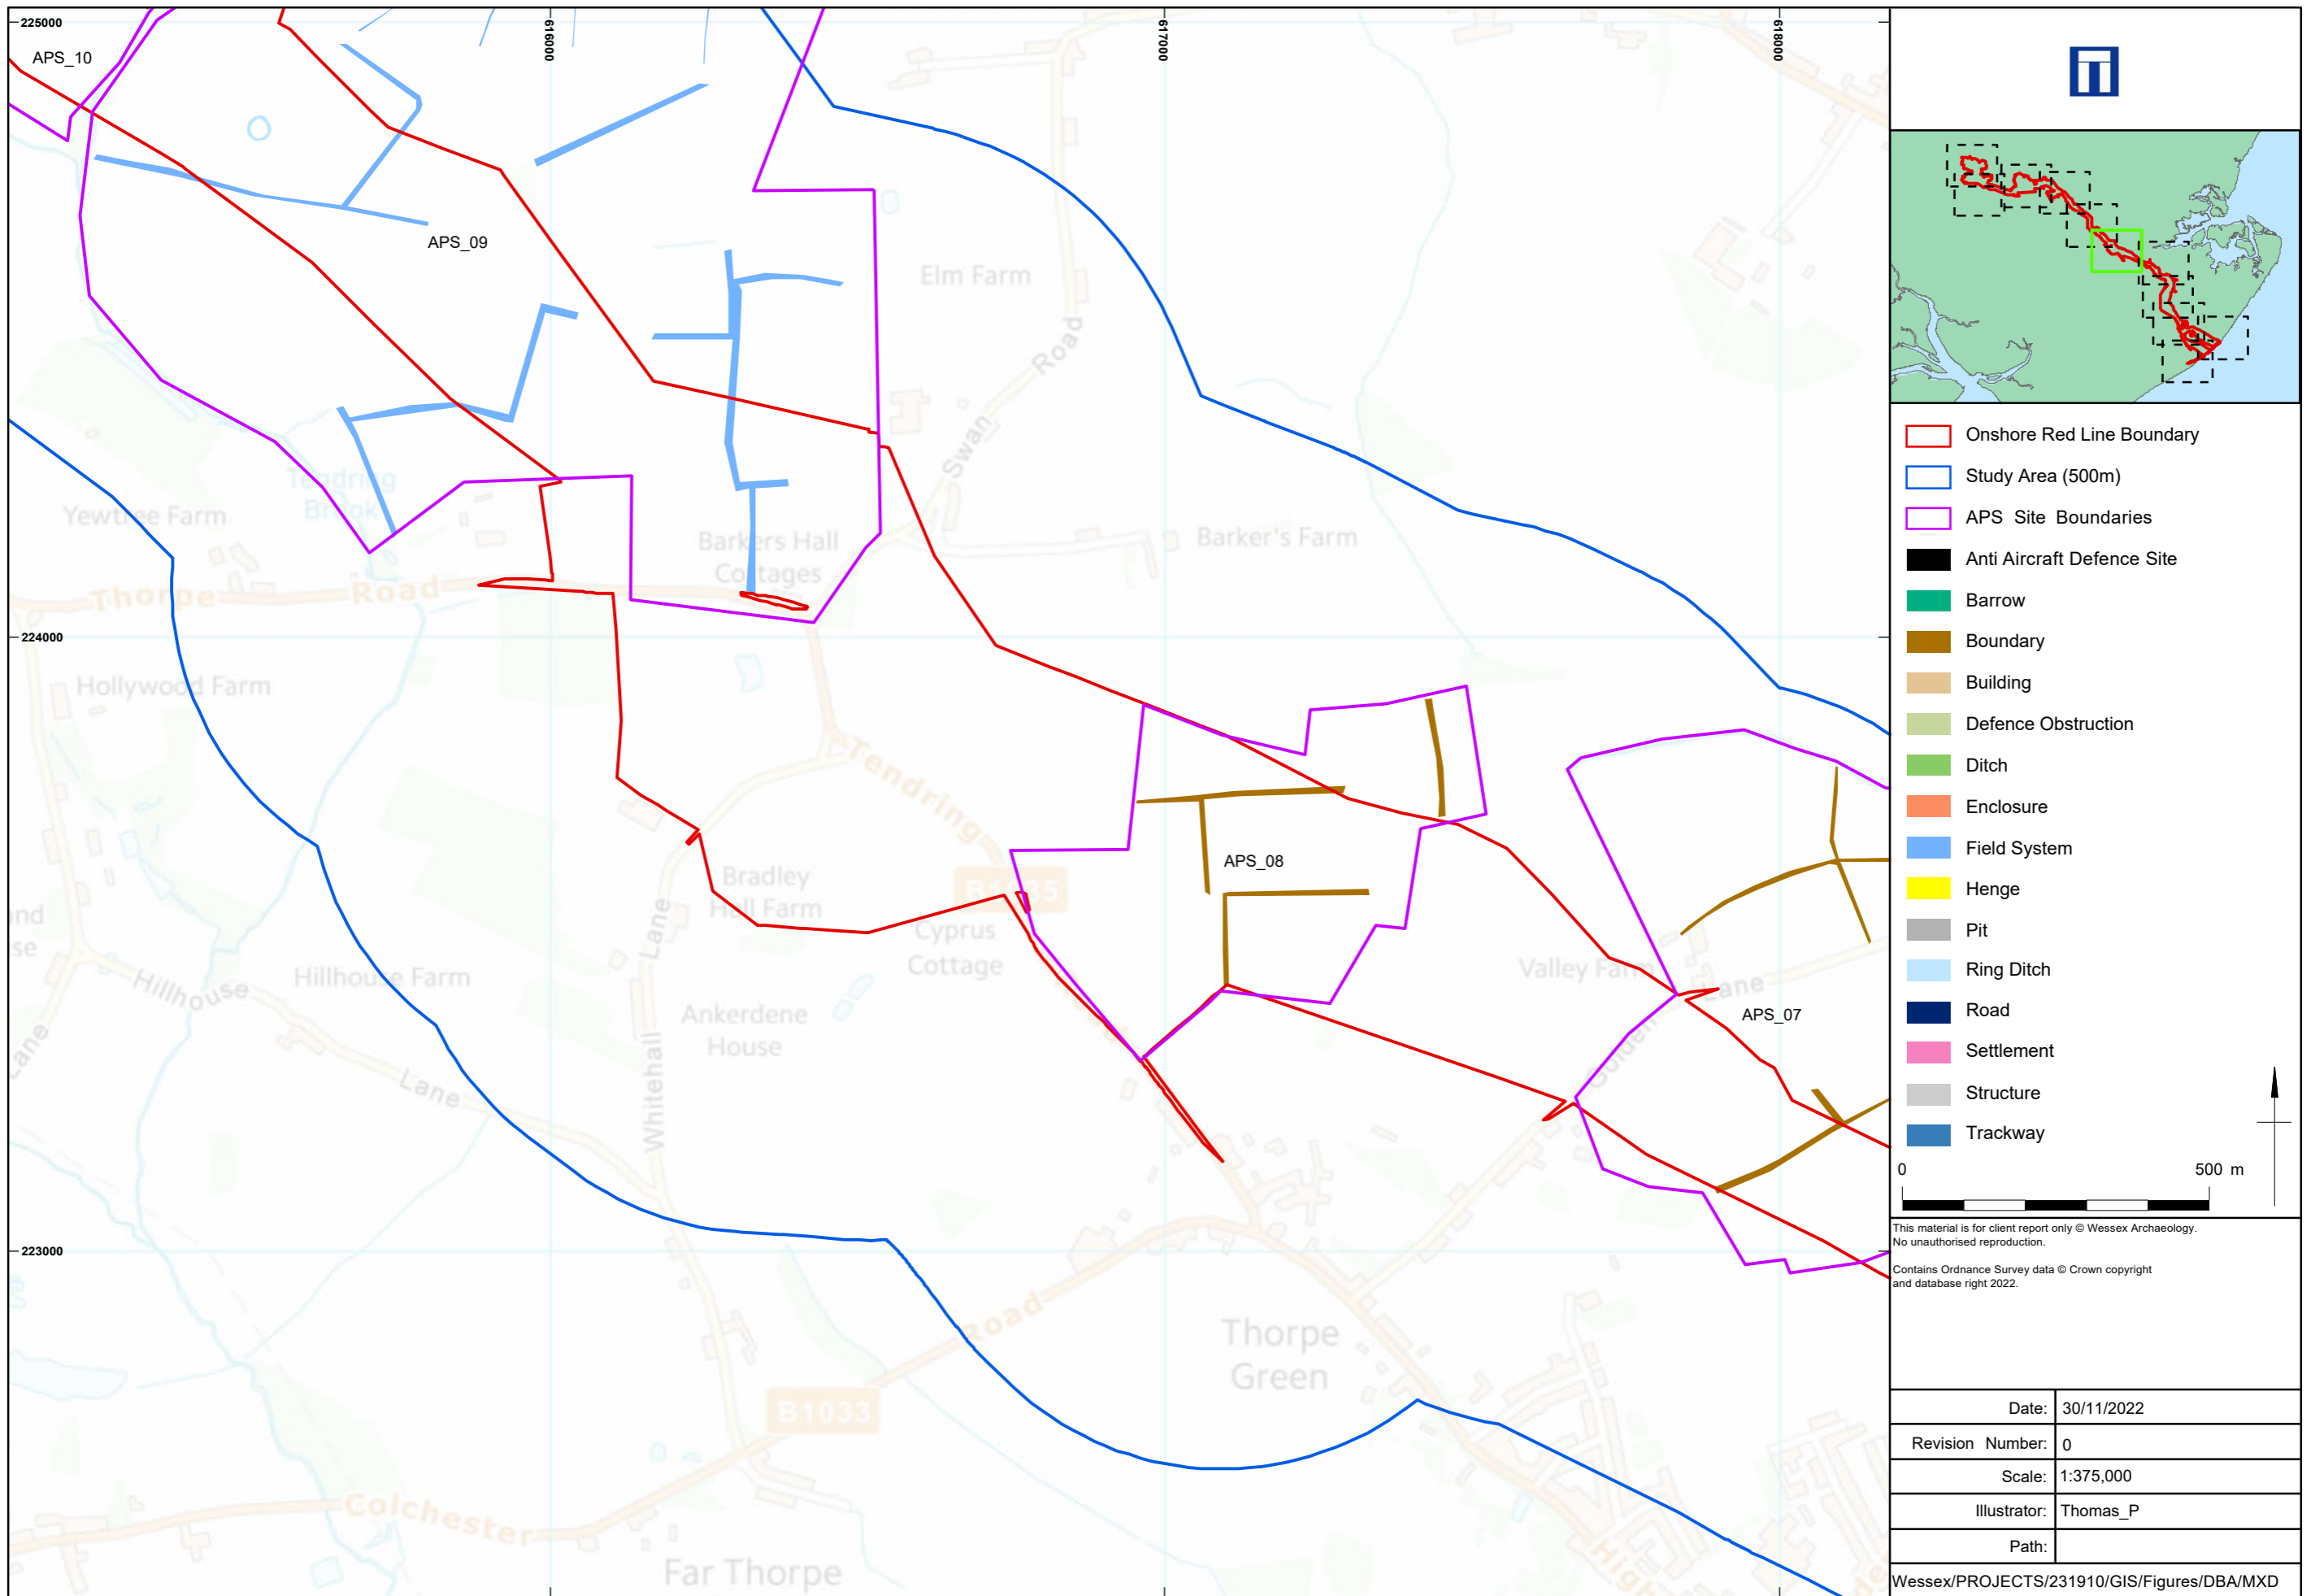 225000
616000
617000
618000
APS_10
APS_09
Elm Farm
Swan
Road
Tendring
Brook
Yewtree Farm
Barkers Hall
Cottages
Barker's Farm
Thorpe
Road
224000
Hollywood Farm
Tendring
APS_08
Bradley
Hall Farm
Cyprus
Cottage
Lane
Whitehall
Hillhouse
Lane
Hillhouse Farm
Lane
Ankerdene
House
Valley Farm
Lane
Golden
APS_07
223000
Thorpe
Green
Road
B1033
Colchester
Far Thorpe
High
Onshore Red Line Boundary
Study Area (500m)
APS Site Boundaries
Anti Aircraft Defence Site
Barrow
Boundary
Building
Defence Obstruction
Ditch
Enclosure
Field System
Henge
Pit
Ring Ditch
Road
Settlement
Structure
Trackway
0 500 m
This material is for client report only © Wessex Archaeology.
No unauthorised reproduction.
Contains Ordnance Survey data © Crown copyright
and database right 2022.
Date: 30/11/2022
Revision Number: 0
Scale: 1:375,000
Illustrator: Thomas_P
Path:
Wessex/PROJECTS/231910/GIS/Figures/DBA/MXD